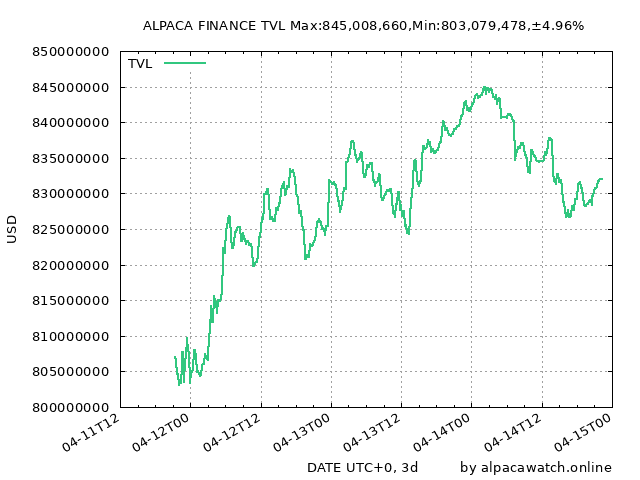 ALPACA FINANCE TVL Max:845,008,660,Min:803,079,478,±4.96%
850000000
TVL
845000000
840000000
835000000
830000000
USD
825000000
820000000
815000000
810000000
805000000
800000000
04-11T12
04-12T00
04-12T12
04-13T00
04-13T12
04-14T00
04-14T12
04-15T00
DATE UTC+0, 3d
by alpacawatch.online